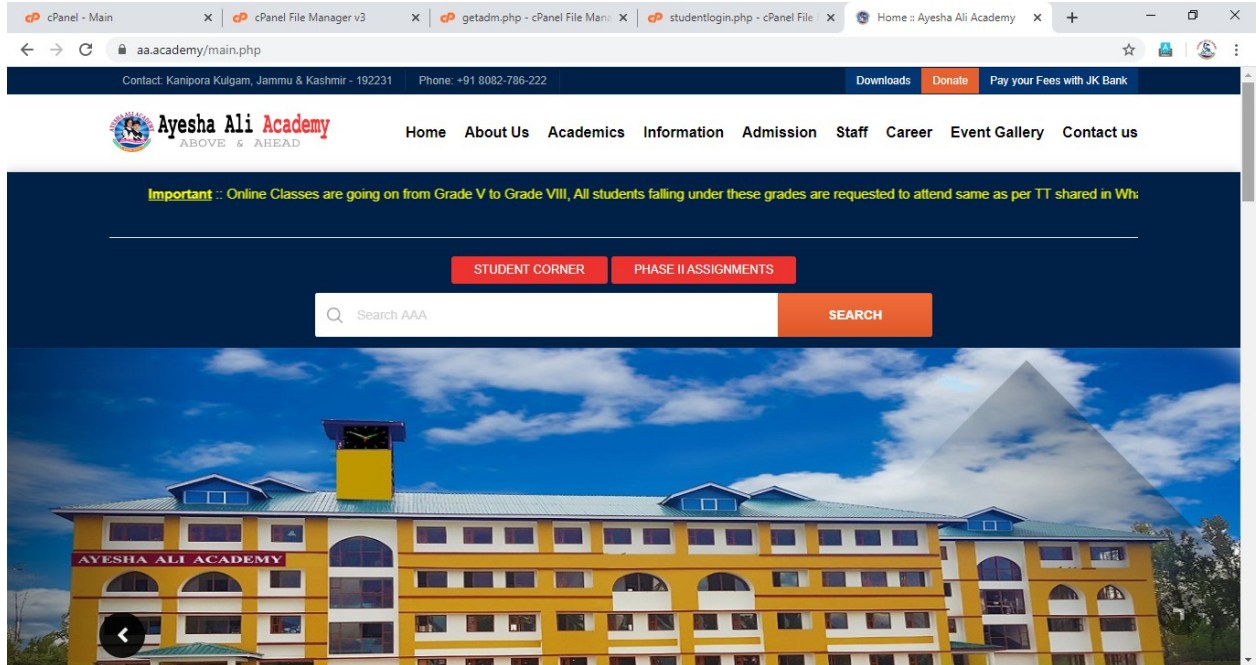 cPanel - Main
cPanel File Manager v3
getadm.php - cPanel File Mana
studentlogin.php - cPanel File
Home :: Ayesha Ali Academy
aa.academy/main.php
Contact: Kanipora Kulgam, Jammu & Kashmir - 192231 Phone: +91 8082-786-222 Downloads Donate Pay your Fees with JK Bank
Ayesha Ali Academy
ABOVE & AHEAD
Home About Us Academics Information Admission Staff Career Event Gallery Contact us
Important :: Online Classes are going on from Grade V to Grade VIII, All students falling under these grades are requested to attend same as per TT shared in Wha
STUDENT CORNER PHASE II ASSIGNMENTS
Search AAA SEARCH
AYESHA ALI ACADEMY